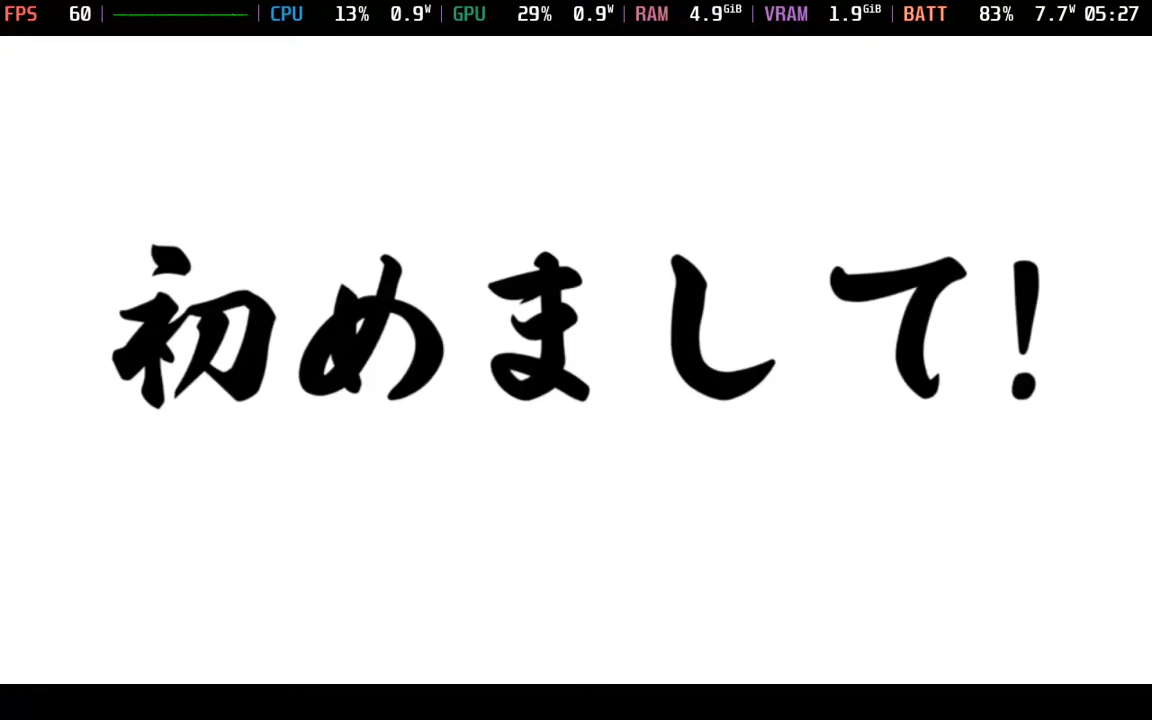 FPS 60 | CPU 13% 0.9W | GPU 29% 0.9W | RAM 4.9GiB | VRAM 1.9GiB | BATT 83% 7.7W 05:27
初めまして!